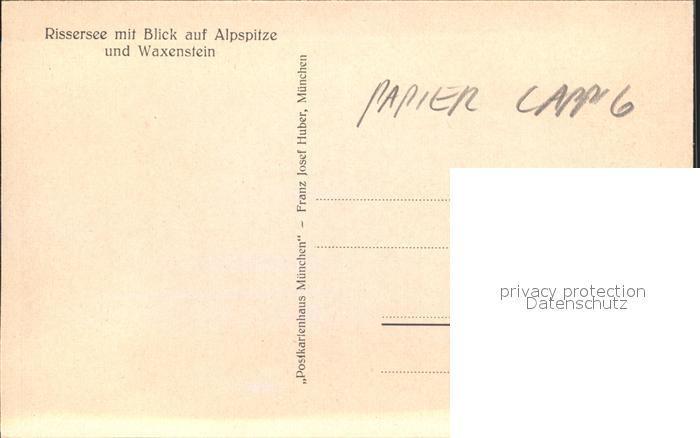 Rissersee mit Blick auf Alpspitze
und Waxenstein
„Postkartenhaus München“ – Franz Josef Huber, München
PAPIER
privacy protection
Datenschutz